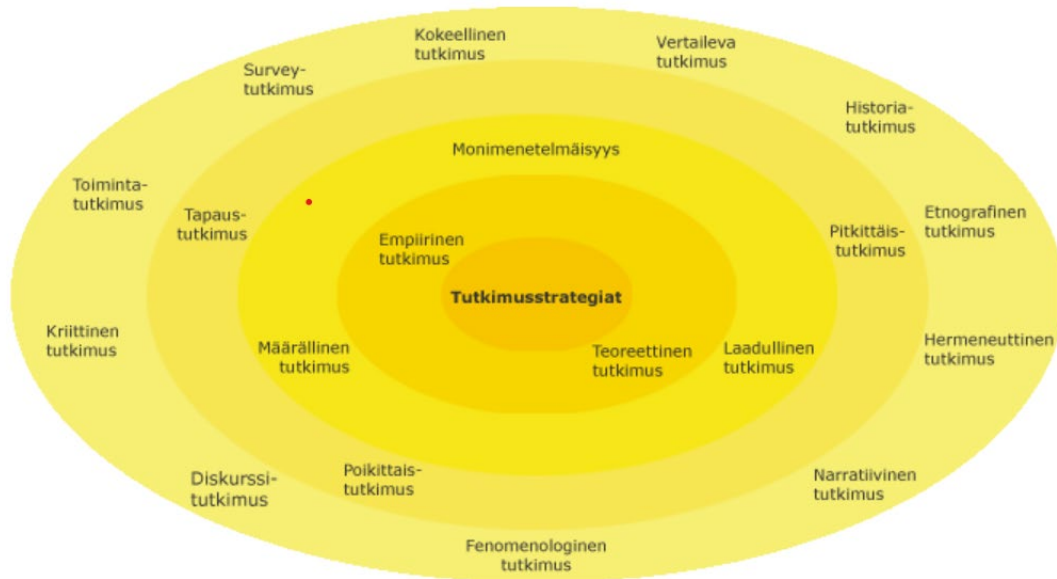 Kokeellinen
tutkimus
Vertaileva
tutkimus
Survey-
tutkimus
Historia-
tutkimus
Monimenetelmäisyys
Toiminta-
tutkimus
Tapaus-
tutkimus
Etnografinen
tutkimus
Pitkittäis-
tutkimus
Empiirinen
tutkimus
Tutkimusstrategiat
Kriittinen
tutkimus
Määrällinen
tutkimus
Teoreettinen
tutkimus
Laadullinen
tutkimus
Hermeneuttinen
tutkimus
Diskurssi-
tutkimus
Poikittais-
tutkimus
Narratiivinen
tutkimus
Fenomenologinen
tutkimus